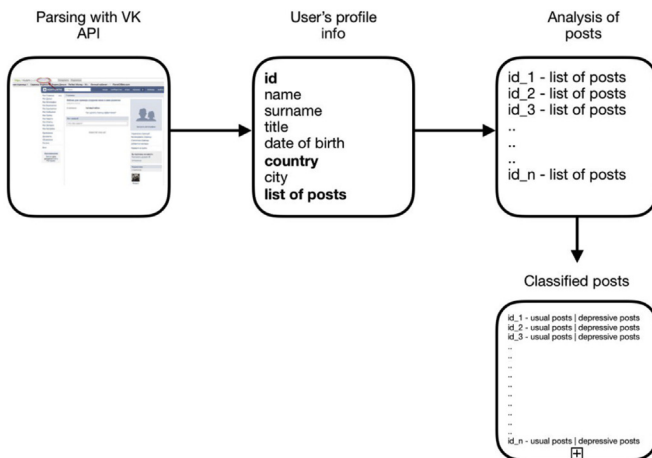 Parsing with VK
API
User's profile
info
Analysis of
posts
id
name
surname
title
date of birth
country
city
list of posts
id_1 - list of posts
id_2 - list of posts
id_3 - list of posts
..
..
..
id_n - list of posts
Classified posts
id_1 - usual posts | depressive posts
id_2 - usual posts | depressive posts
id_3 - usual posts | depressive posts
..
..
..
..
..
..
..
..
..
id_n - usual posts | depressive posts